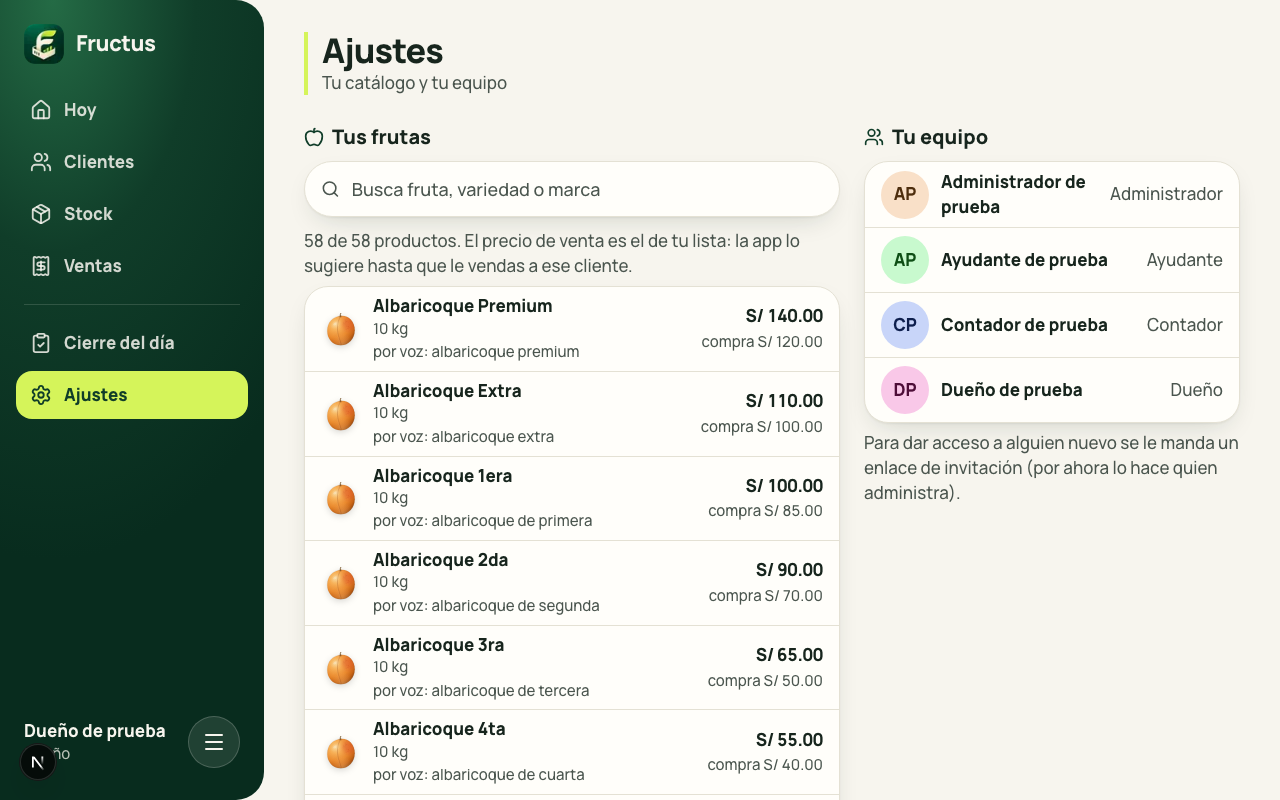 Fructus
Hoy
Clientes
Stock
Ventas
Cierre del día
Ajustes
Dueño de prueba
ño
N
Ajustes
Tu catálogo y tu equipo
Tus frutas
Busca fruta, variedad o marca
58 de 58 productos. El precio de venta es el de tu lista: la app lo
sugiere hasta que le vendas a ese cliente.
Albaricoque Premium
10 kg
por voz: albaricoque premium
S/ 140.00
compra S/ 120.00
Albaricoque Extra
10 kg
por voz: albaricoque extra
S/ 110.00
compra S/ 100.00
Albaricoque 1era
10 kg
por voz: albaricoque de primera
S/ 100.00
compra S/ 85.00
Albaricoque 2da
10 kg
por voz: albaricoque de segunda
S/ 90.00
compra S/ 70.00
Albaricoque 3ra
10 kg
por voz: albaricoque de tercera
S/ 65.00
compra S/ 50.00
Albaricoque 4ta
10 kg
por voz: albaricoque de cuarta
S/ 55.00
compra S/ 40.00
Tu equipo
AP
Administrador de
prueba
Administrador
AP
Ayudante de prueba
Ayudante
CP
Contador de prueba
Contador
DP
Dueño de prueba
Dueño
Para dar acceso a alguien nuevo se le manda un
enlace de invitación (por ahora lo hace quien
administra).